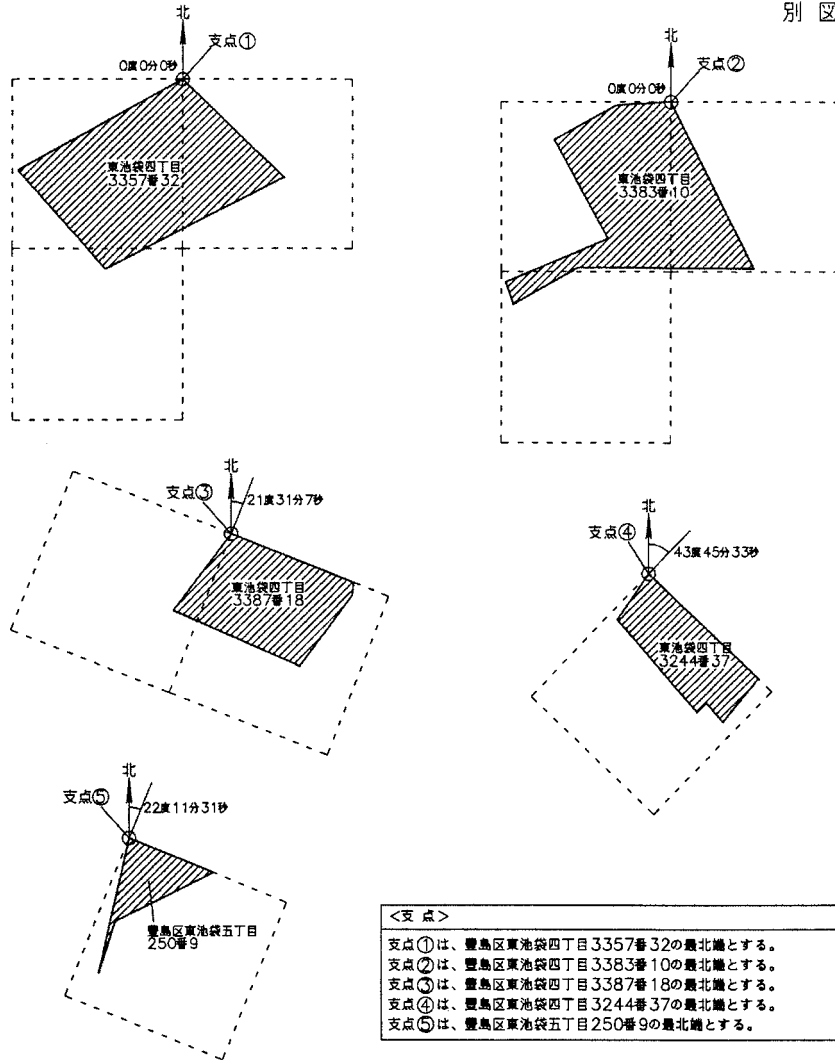 別図
北
支点①
0度0分0秒
東池袋四丁目
3357番32
北
支点②
0度0分0秒
東池袋四丁目
3383番10
北
支点③
21度31分7秒
東池袋四丁目
3387番18
北
支点④
43度45分33秒
東池袋四丁目
3244番37
北
支点⑤
22度11分31秒
豊島区東池袋五丁目
250番9
<支点>
支点①は、豊島区東池袋四丁目3357番32の最北端とする。
支点②は、豊島区東池袋四丁目3383番10の最北端とする。
支点③は、豊島区東池袋四丁目3387番18の最北端とする。
支点④は、豊島区東池袋四丁目3244番37の最北端とする。
支点⑤は、豊島区東池袋五丁目250番9の最北端とする。